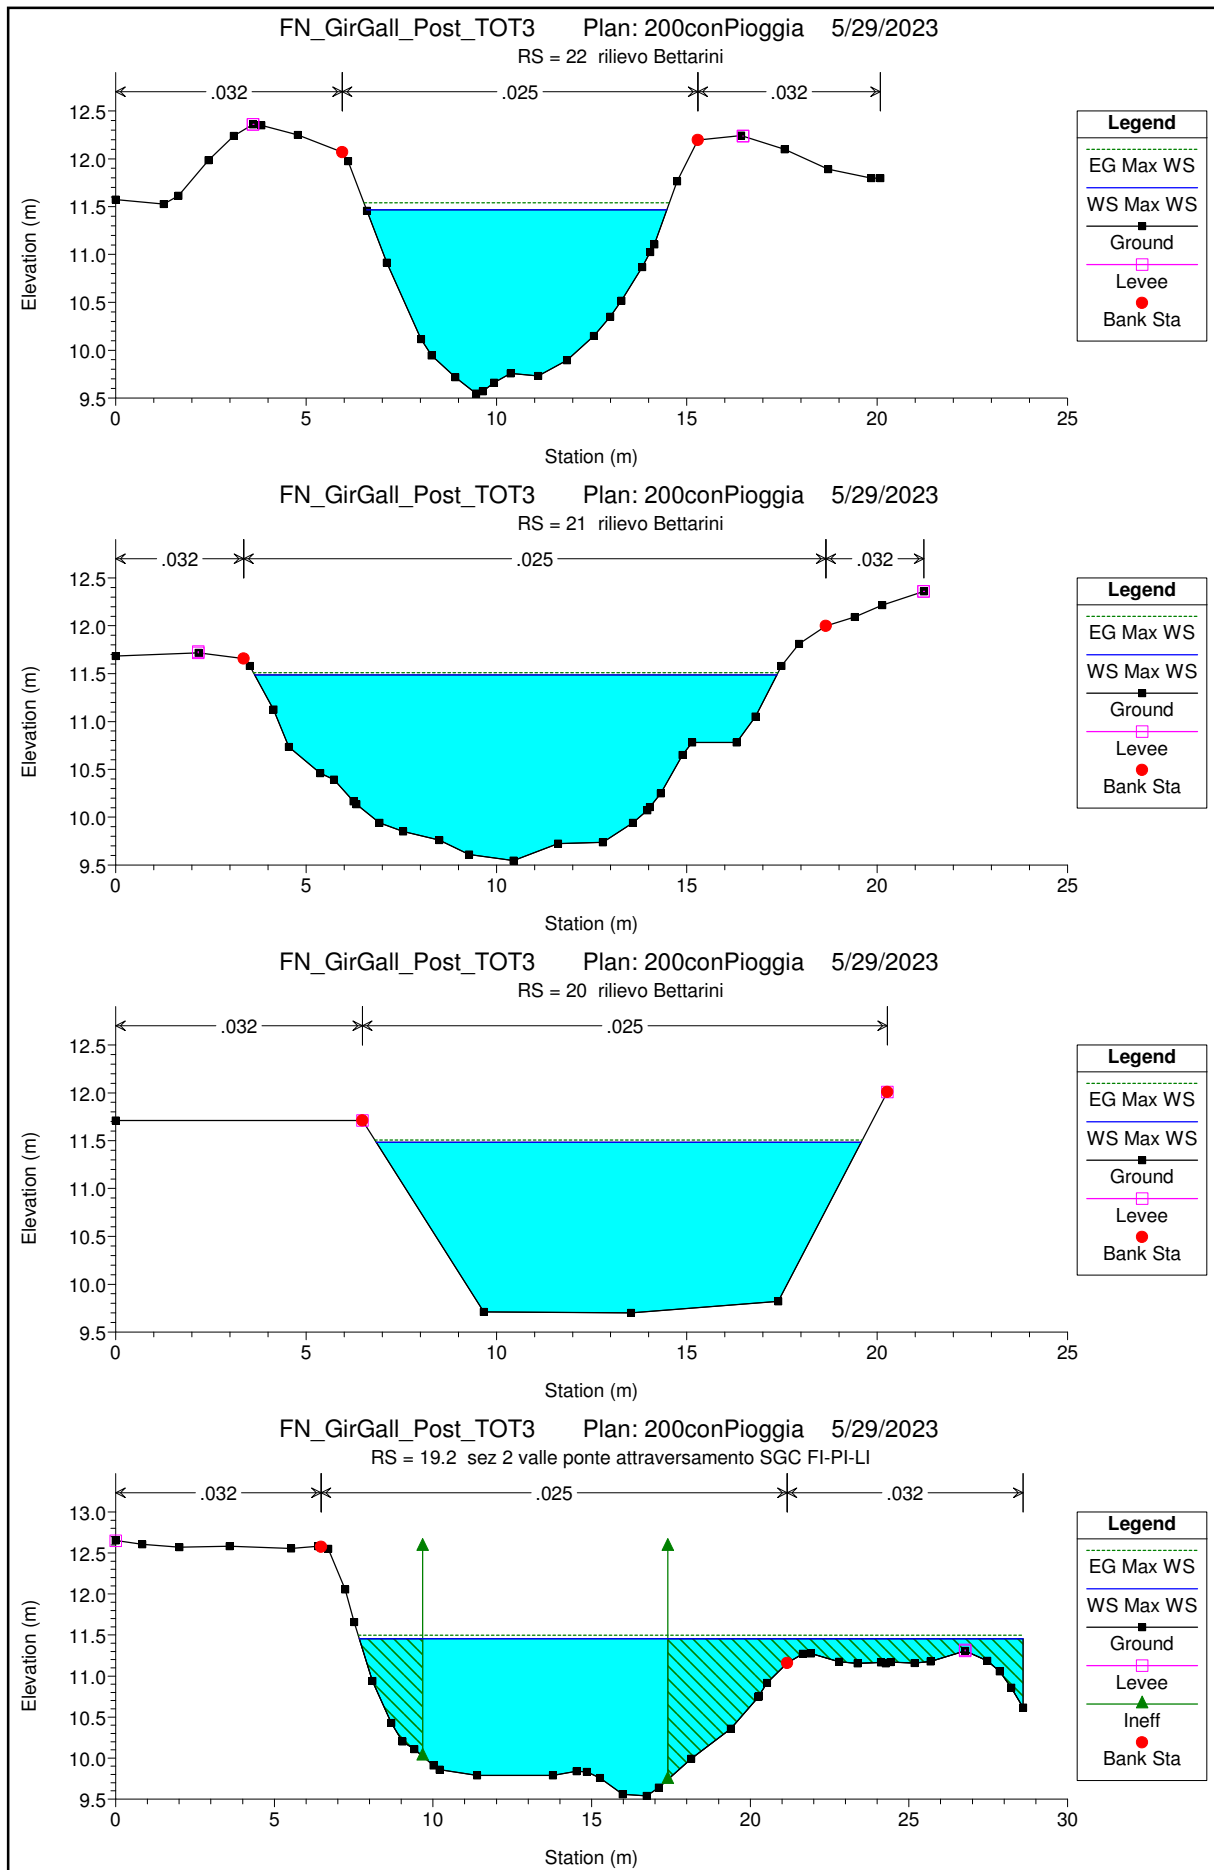 FN_GirGall_Post_TOT3 Plan: 200conPioggia 5/29/2023
RS = 22 rilievo Bettarini
.032 .025 .032
12.5
12.0
11.5
11.0
10.5
10.0
9.5
Elevation (m)
0 5 10 15 20 25
Station (m)
Legend
EG Max WS
WS Max WS
Ground
Levee
Bank Sta
FN_GirGall_Post_TOT3 Plan: 200conPioggia 5/29/2023
RS = 21 rilievo Bettarini
.032 .025 .032
12.5
12.0
11.5
11.0
10.5
10.0
9.5
Elevation (m)
0 5 10 15 20 25
Station (m)
Legend
EG Max WS
WS Max WS
Ground
Levee
Bank Sta
FN_GirGall_Post_TOT3 Plan: 200conPioggia 5/29/2023
RS = 20 rilievo Bettarini
.032 .025
12.5
12.0
11.5
11.0
10.5
10.0
9.5
Elevation (m)
0 5 10 15 20 25
Station (m)
Legend
EG Max WS
WS Max WS
Ground
Levee
Bank Sta
FN_GirGall_Post_TOT3 Plan: 200conPioggia 5/29/2023
RS = 19.2 sez 2 valle ponte attraversamento SGC FI-PI-LI
.032 .025 .032
13.0
12.5
12.0
11.5
11.0
10.5
10.0
9.5
Elevation (m)
0 5 10 15 20 25 30
Station (m)
Legend
EG Max WS
WS Max WS
Ground
Levee
Ineff
Bank Sta